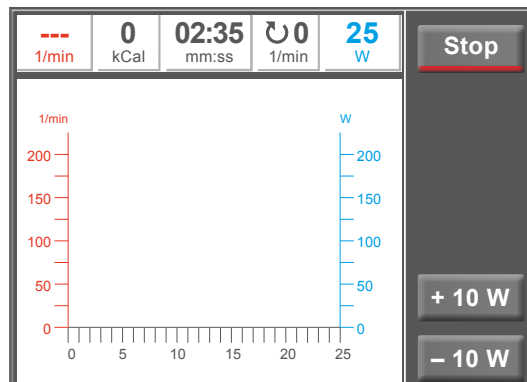 --- 0 02:35 ↻0 25 Stop
1/min kCal mm:ss 1/min W
1/min W
200 200
150 150
100 100
50 50
+ 10 W
0 0
0 5 10 15 20 25
– 10 W